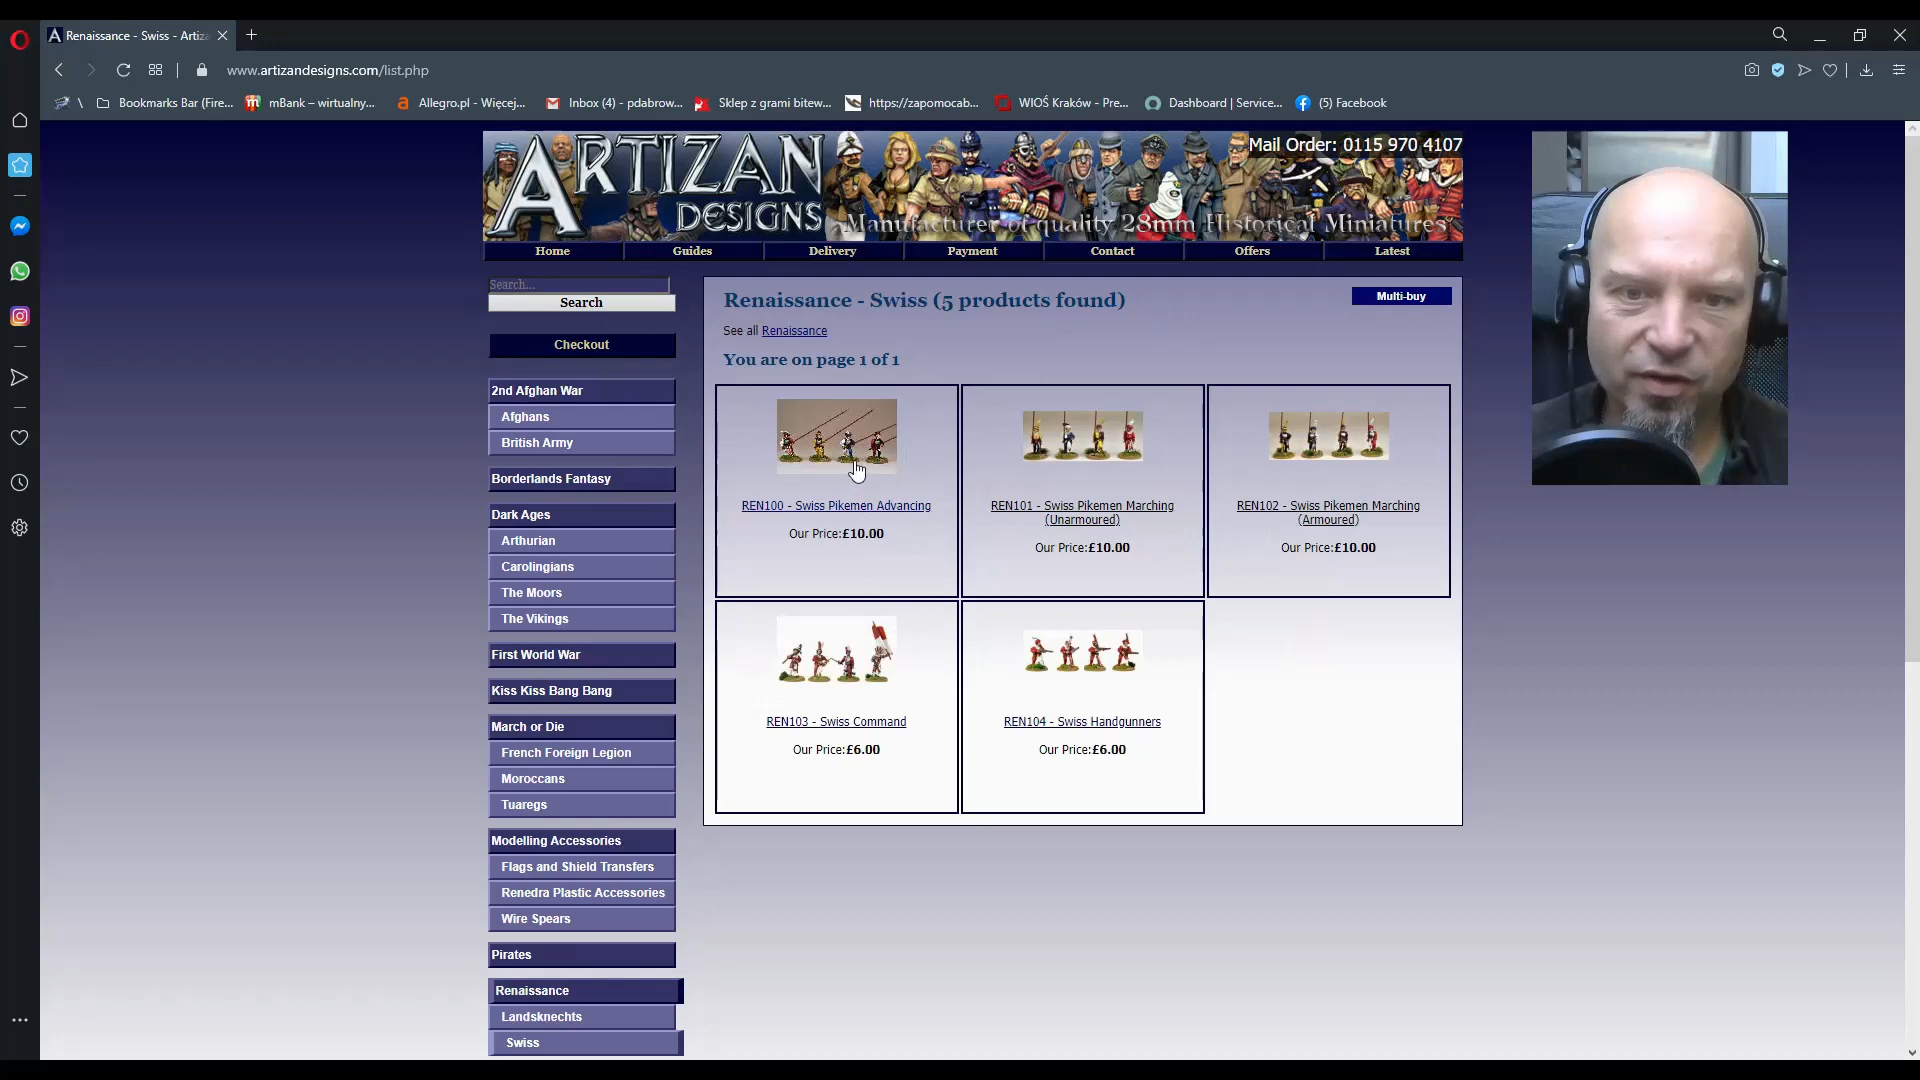 Renaissance - Swiss - Artiz
www.artizandesigns.com/list.php
\ Bookmarks Bar (Fire... mBank – wirtualny... Allegro.pl - Więcej... Inbox (4) - pdabrow... Sklep z grami bitew... https://zapomocab... WIOŚ Kraków - Pre... Dashboard | Service... (5) Facebook
ARTIZAN DESIGNS
Mail Order: 0115 970 4107
Manufacturer of quality 28mm Historical Miniatures
Home Guides Delivery Payment Contact Offers Latest
Search...
Search
Checkout
2nd Afghan War
Afghans
British Army
Borderlands Fantasy
Dark Ages
Arthurian
Carolingians
The Moors
The Vikings
First World War
Kiss Kiss Bang Bang
March or Die
French Foreign Legion
Moroccans
Tuaregs
Modelling Accessories
Flags and Shield Transfers
Renedra Plastic Accessories
Wire Spears
Pirates
Renaissance
Landsknechts
Swiss
Renaissance - Swiss (5 products found)
Multi-buy
See all Renaissance
You are on page 1 of 1
REN100 - Swiss Pikemen Advancing
Our Price:£10.00
REN101 - Swiss Pikemen Marching
(Unarmoured)
Our Price:£10.00
REN102 - Swiss Pikemen Marching
(Armoured)
Our Price:£10.00
REN103 - Swiss Command
Our Price:£6.00
REN104 - Swiss Handgunners
Our Price:£6.00